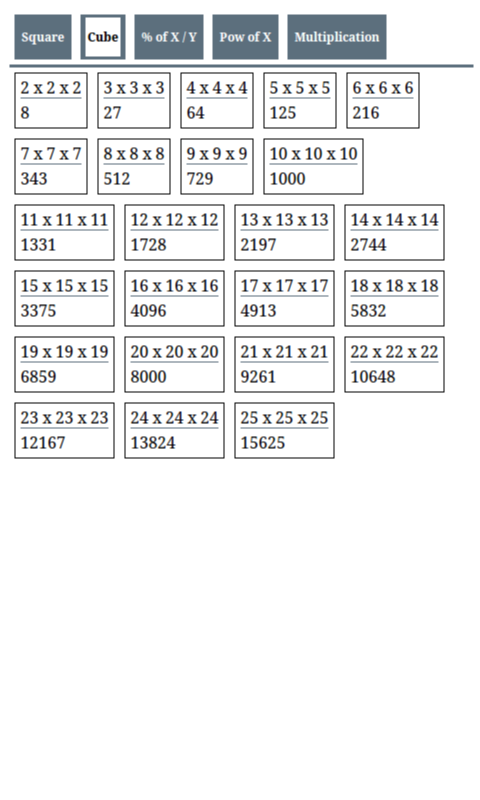 Square Cube % of X / Y Pow of X Multiplication
2 x 2 x 2 3 x 3 x 3 4 x 4 x 4 5 x 5 x 5 6 x 6 x 6
8 27 64 125 216
7 x 7 x 7 8 x 8 x 8 9 x 9 x 9 10 x 10 x 10
343 512 729 1000
11 x 11 x 11 12 x 12 x 12 13 x 13 x 13 14 x 14 x 14
1331 1728 2197 2744
15 x 15 x 15 16 x 16 x 16 17 x 17 x 17 18 x 18 x 18
3375 4096 4913 5832
19 x 19 x 19 20 x 20 x 20 21 x 21 x 21 22 x 22 x 22
6859 8000 9261 10648
23 x 23 x 23 24 x 24 x 24 25 x 25 x 25
12167 13824 15625